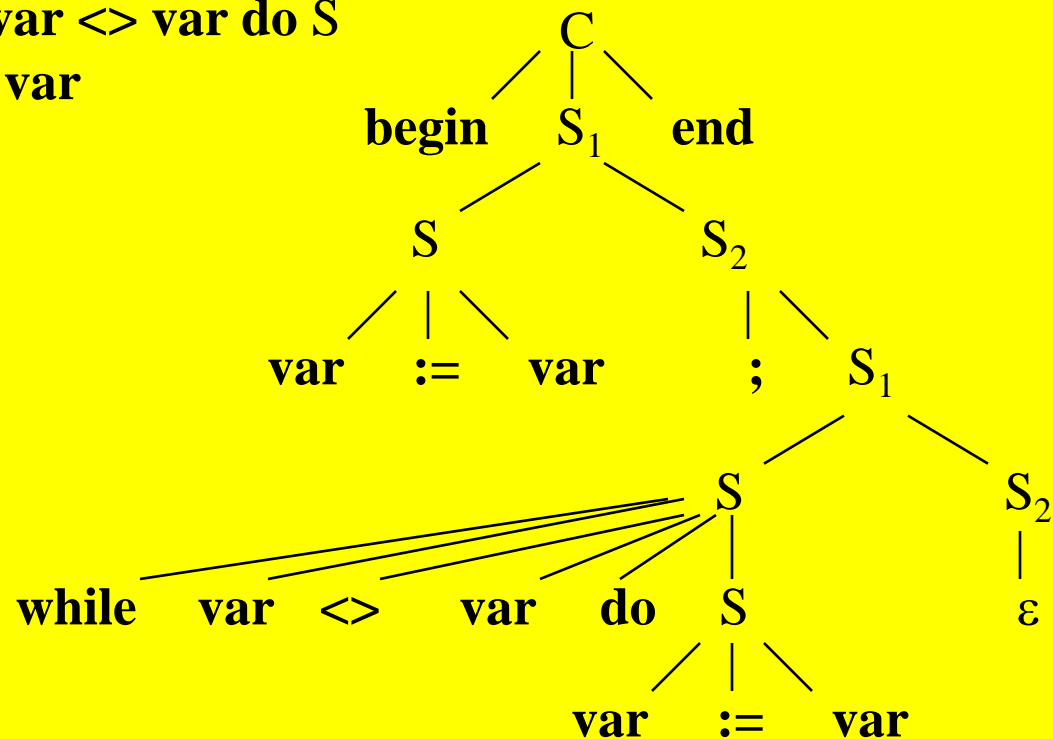 var <> var do S
var
C
begin S₁ end
S S₂
var := var ; S₁
S S₂
while var <> var do S ε
var := var